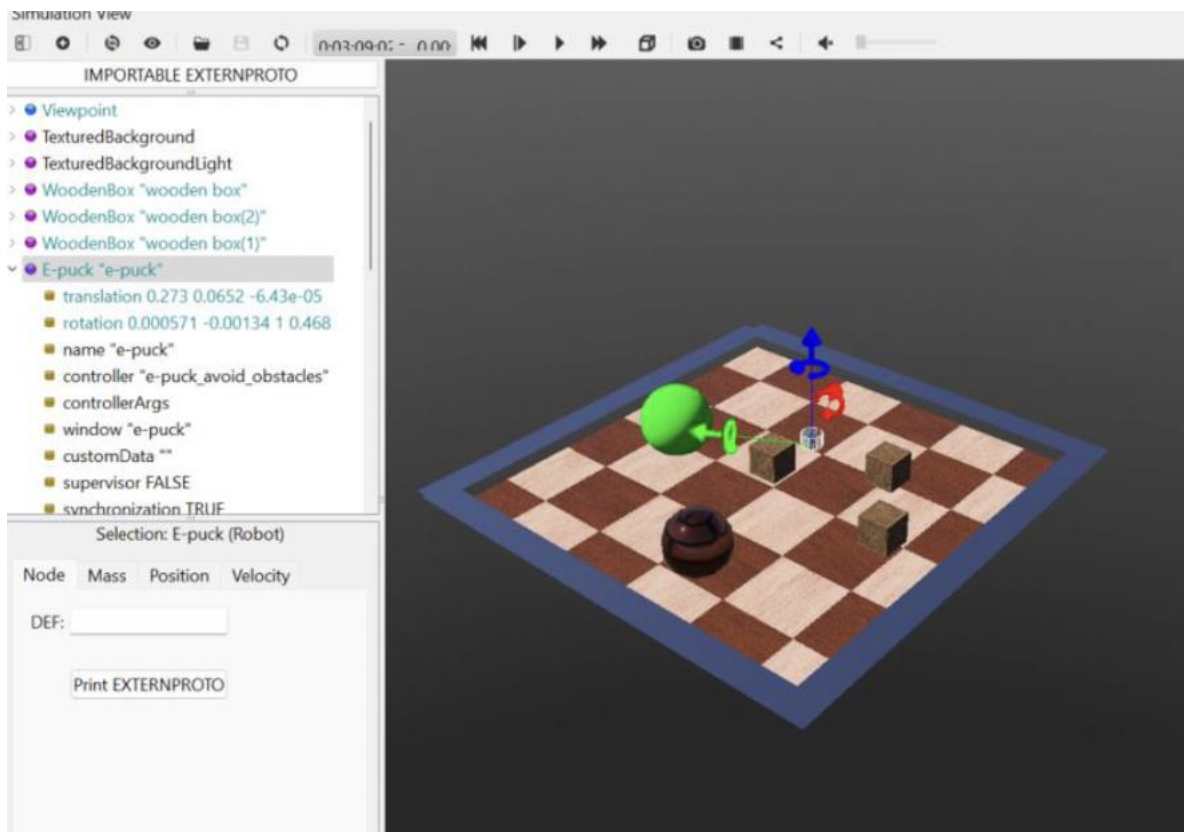 Simulation View
IMPORTABLE EXTERNPROTO
Viewpoint
TexturedBackground
TexturedBackgroundLight
WoodenBox "wooden box"
WoodenBox "wooden box(2)"
WoodenBox "wooden box(1)"
E-puck "e-puck"
translation 0.273 0.0652 -6.43e-05
rotation 0.000571 -0.00134 1 0.468
name "e-puck"
controller "e-puck_avoid_obstacles"
controllerArgs
window "e-puck"
customData ""
supervisor FALSE
synchronization TRUE
Selection: E-puck (Robot)
Node Mass Position Velocity
DEF:
Print EXTERNPROTO